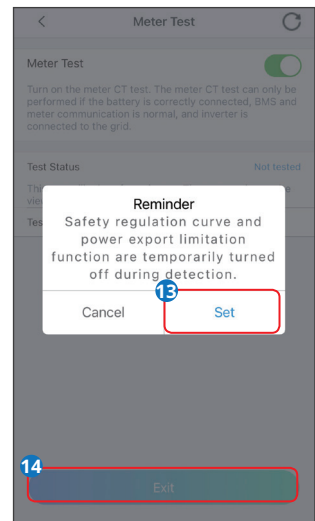 Meter Test
Meter Test
Turn on the meter CT test. The meter CT test can only be
performed if the battery is correctly connected, BMS and
meter communication is normal, and inverter is
connected to the grid.
Test Status
Not tested
Reminder
Safety regulation curve and
power export limitation
function are temporarily turned
off during detection.
13
Cancel
Set
14
Exit